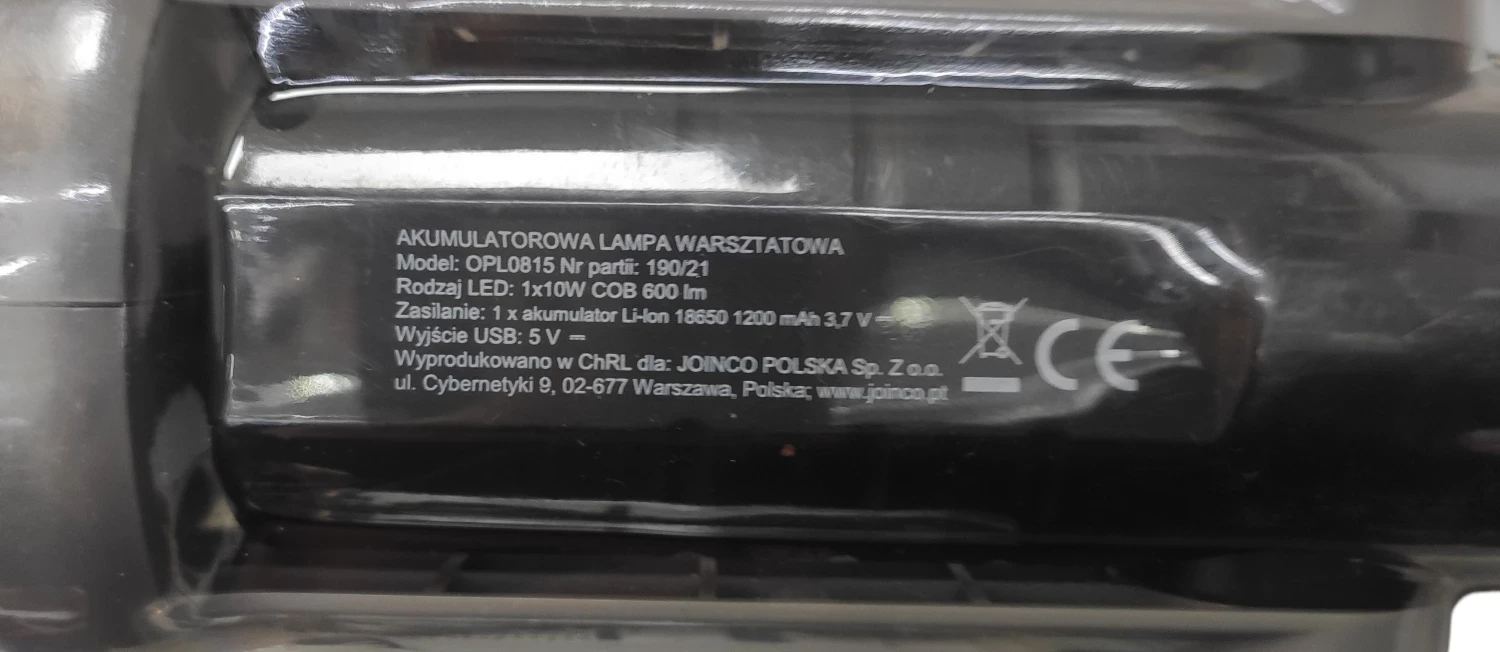 AKUMULATOROWA LAMPA WARSZTATOWA
Model: OPL0815 Nr partii: 190/21
Rodzaj LED: 1x10W COB 600 lm
Zasilanie: 1 x akumulator Li-Ion 18650 1200 mAh 3,7 V ⎓
Wyjście USB: 5 V ⎓
Wyprodukowano w ChRL dla: JOINCO POLSKA Sp. Z o.o.
ul. Cybernetyki 9, 02-677 Warszawa, Polska; www.joinco.pt
CE